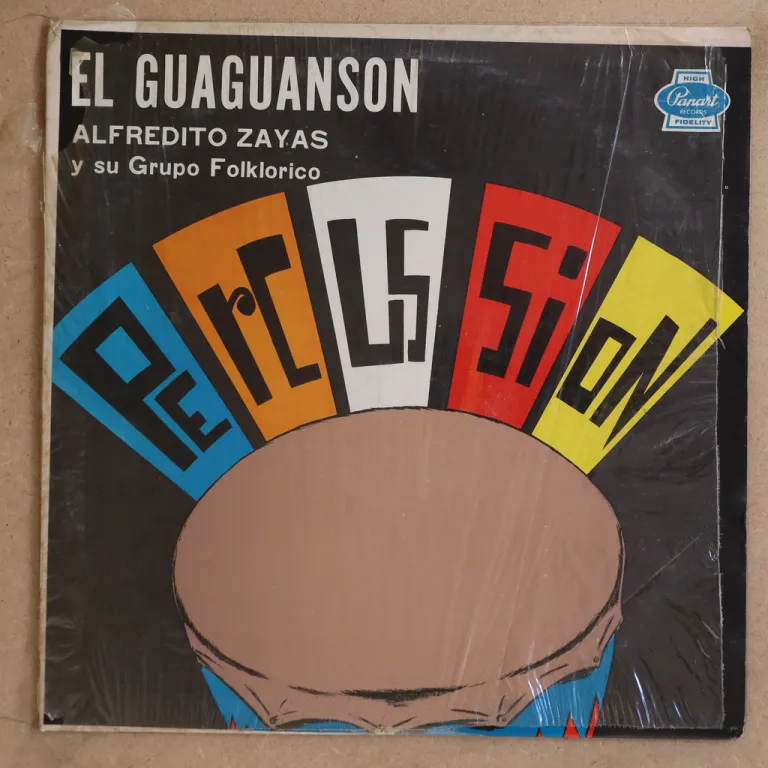 EL GUAGUANSON
ALFREDITO ZAYAS
y su Grupo Folklorico
HIGH
Panart
RECORDS
FIDELITY
PERCUSSION